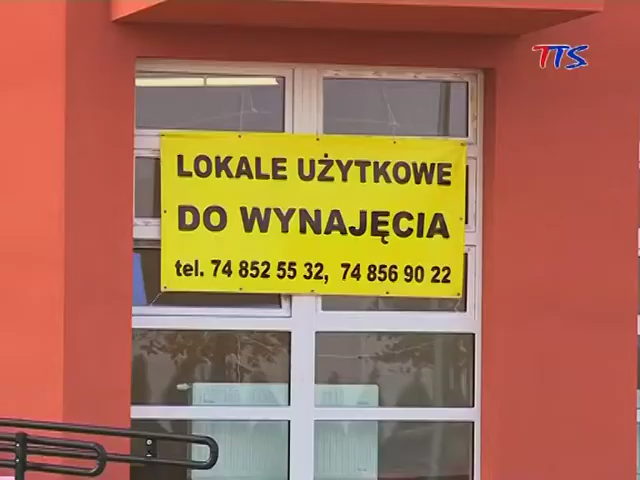 TTS
LOKALE UŻYTKOWE
DO WYNAJĘCIA
tel. 74 852 55 32, 74 856 90 22